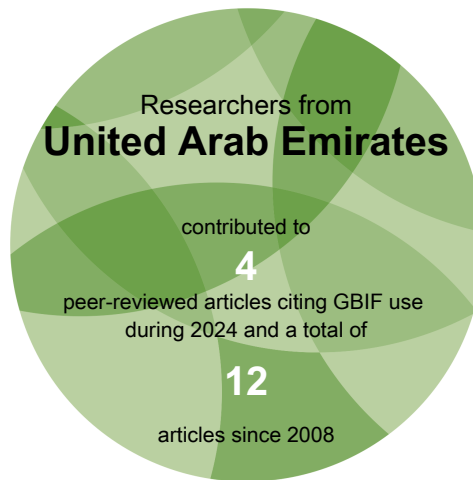 Researchers from
United Arab Emirates
contributed to
4
peer-reviewed articles citing GBIF use
during 2024 and a total of
12
articles since 2008